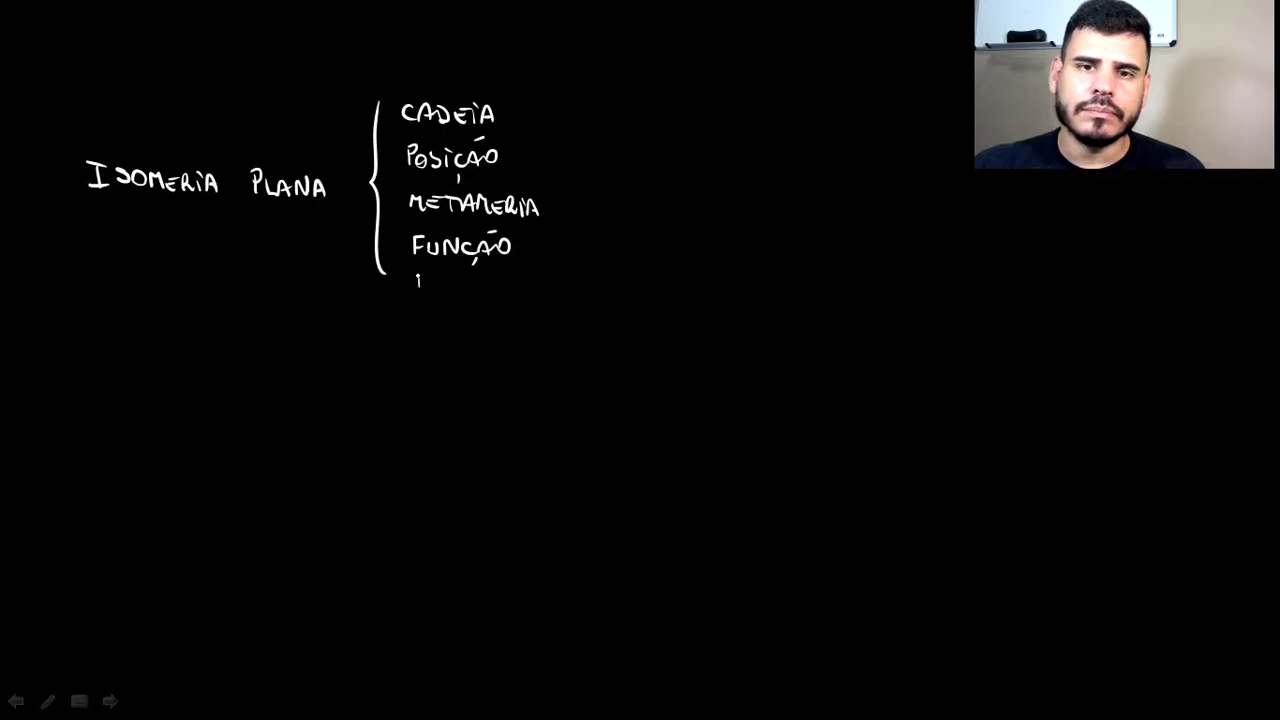 ISOMERIA PLANA
CADEIA
POSIÇÃO
METAMERIA
FUNÇÃO